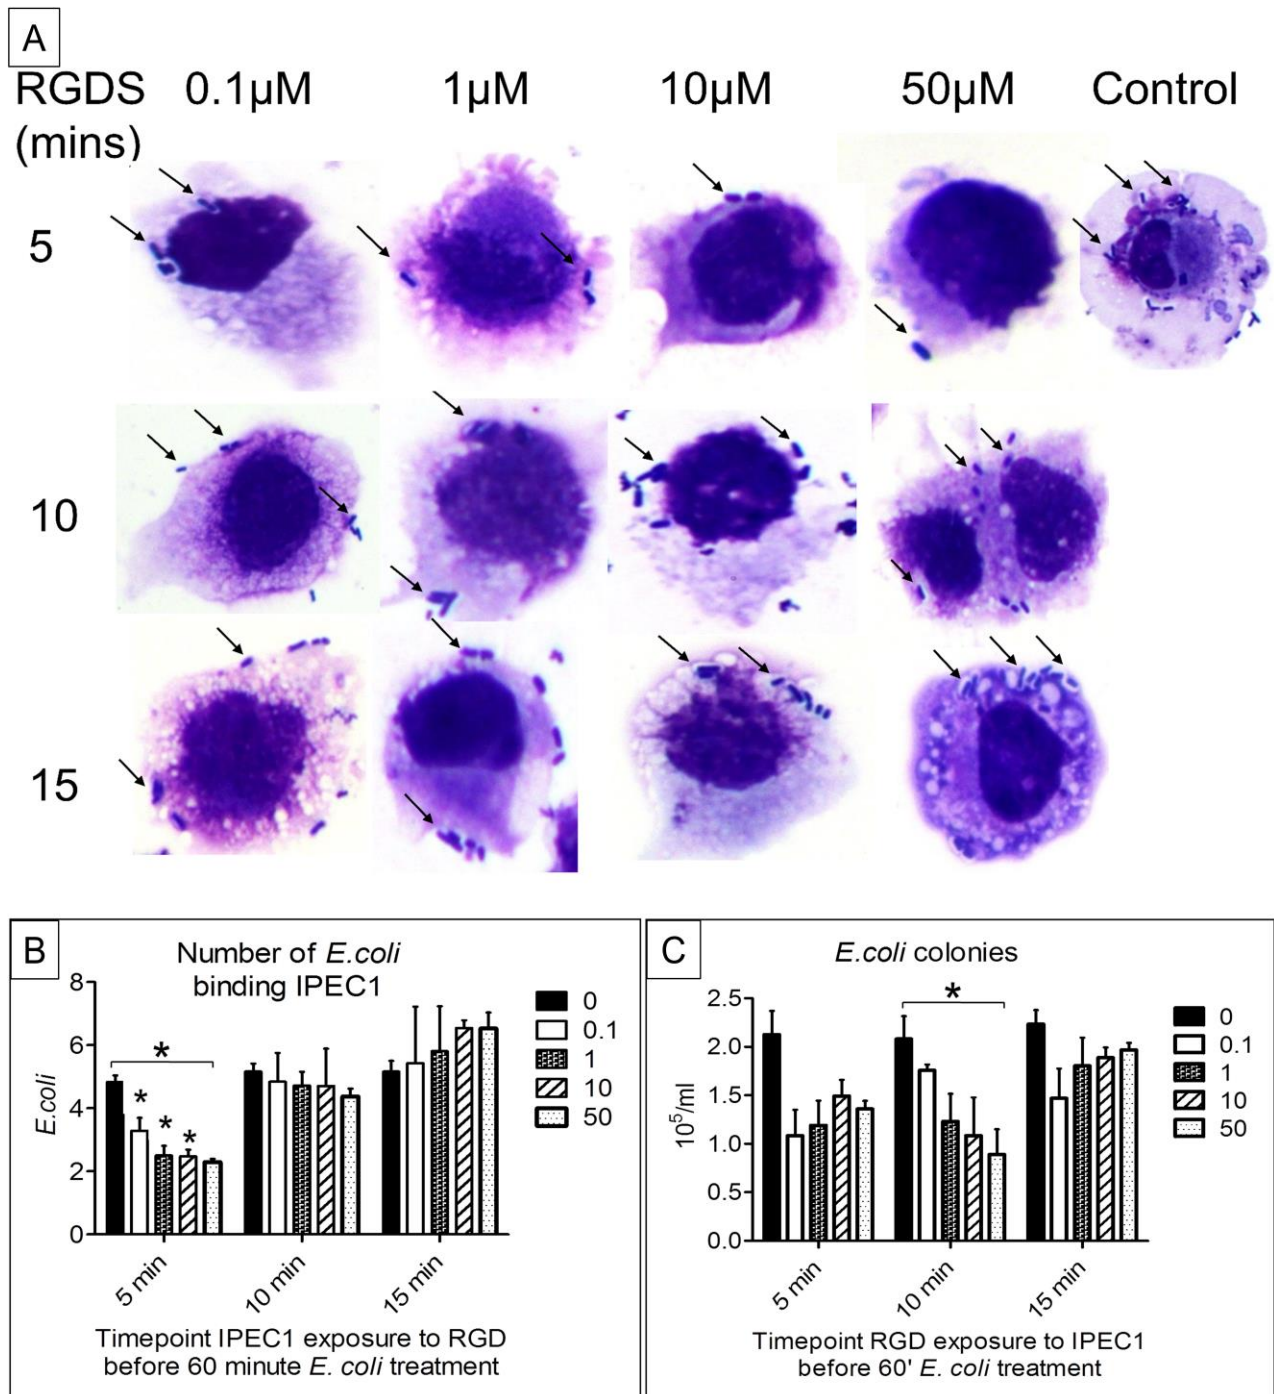 A
RGDS 0.1µM 1µM 10µM 50µM Control
(mins)
5
10
15
B
Number of E.coli
binding IPEC1
8
6
4
2
0
E.coli
*
* * *
0
0.1
1
10
50
5 min 10 min 15 min
Timepoint IPEC1 exposure to RGD
before 60 minute E. coli treatment
C
E.coli colonies
2.5
2.0
1.5
1.0
0.5
0.0
10⁵/ml
*
0
0.1
1
10
50
5 min 10 min 15 min
Timepoint RGD exposure to IPEC1
before 60' E. coli treatment